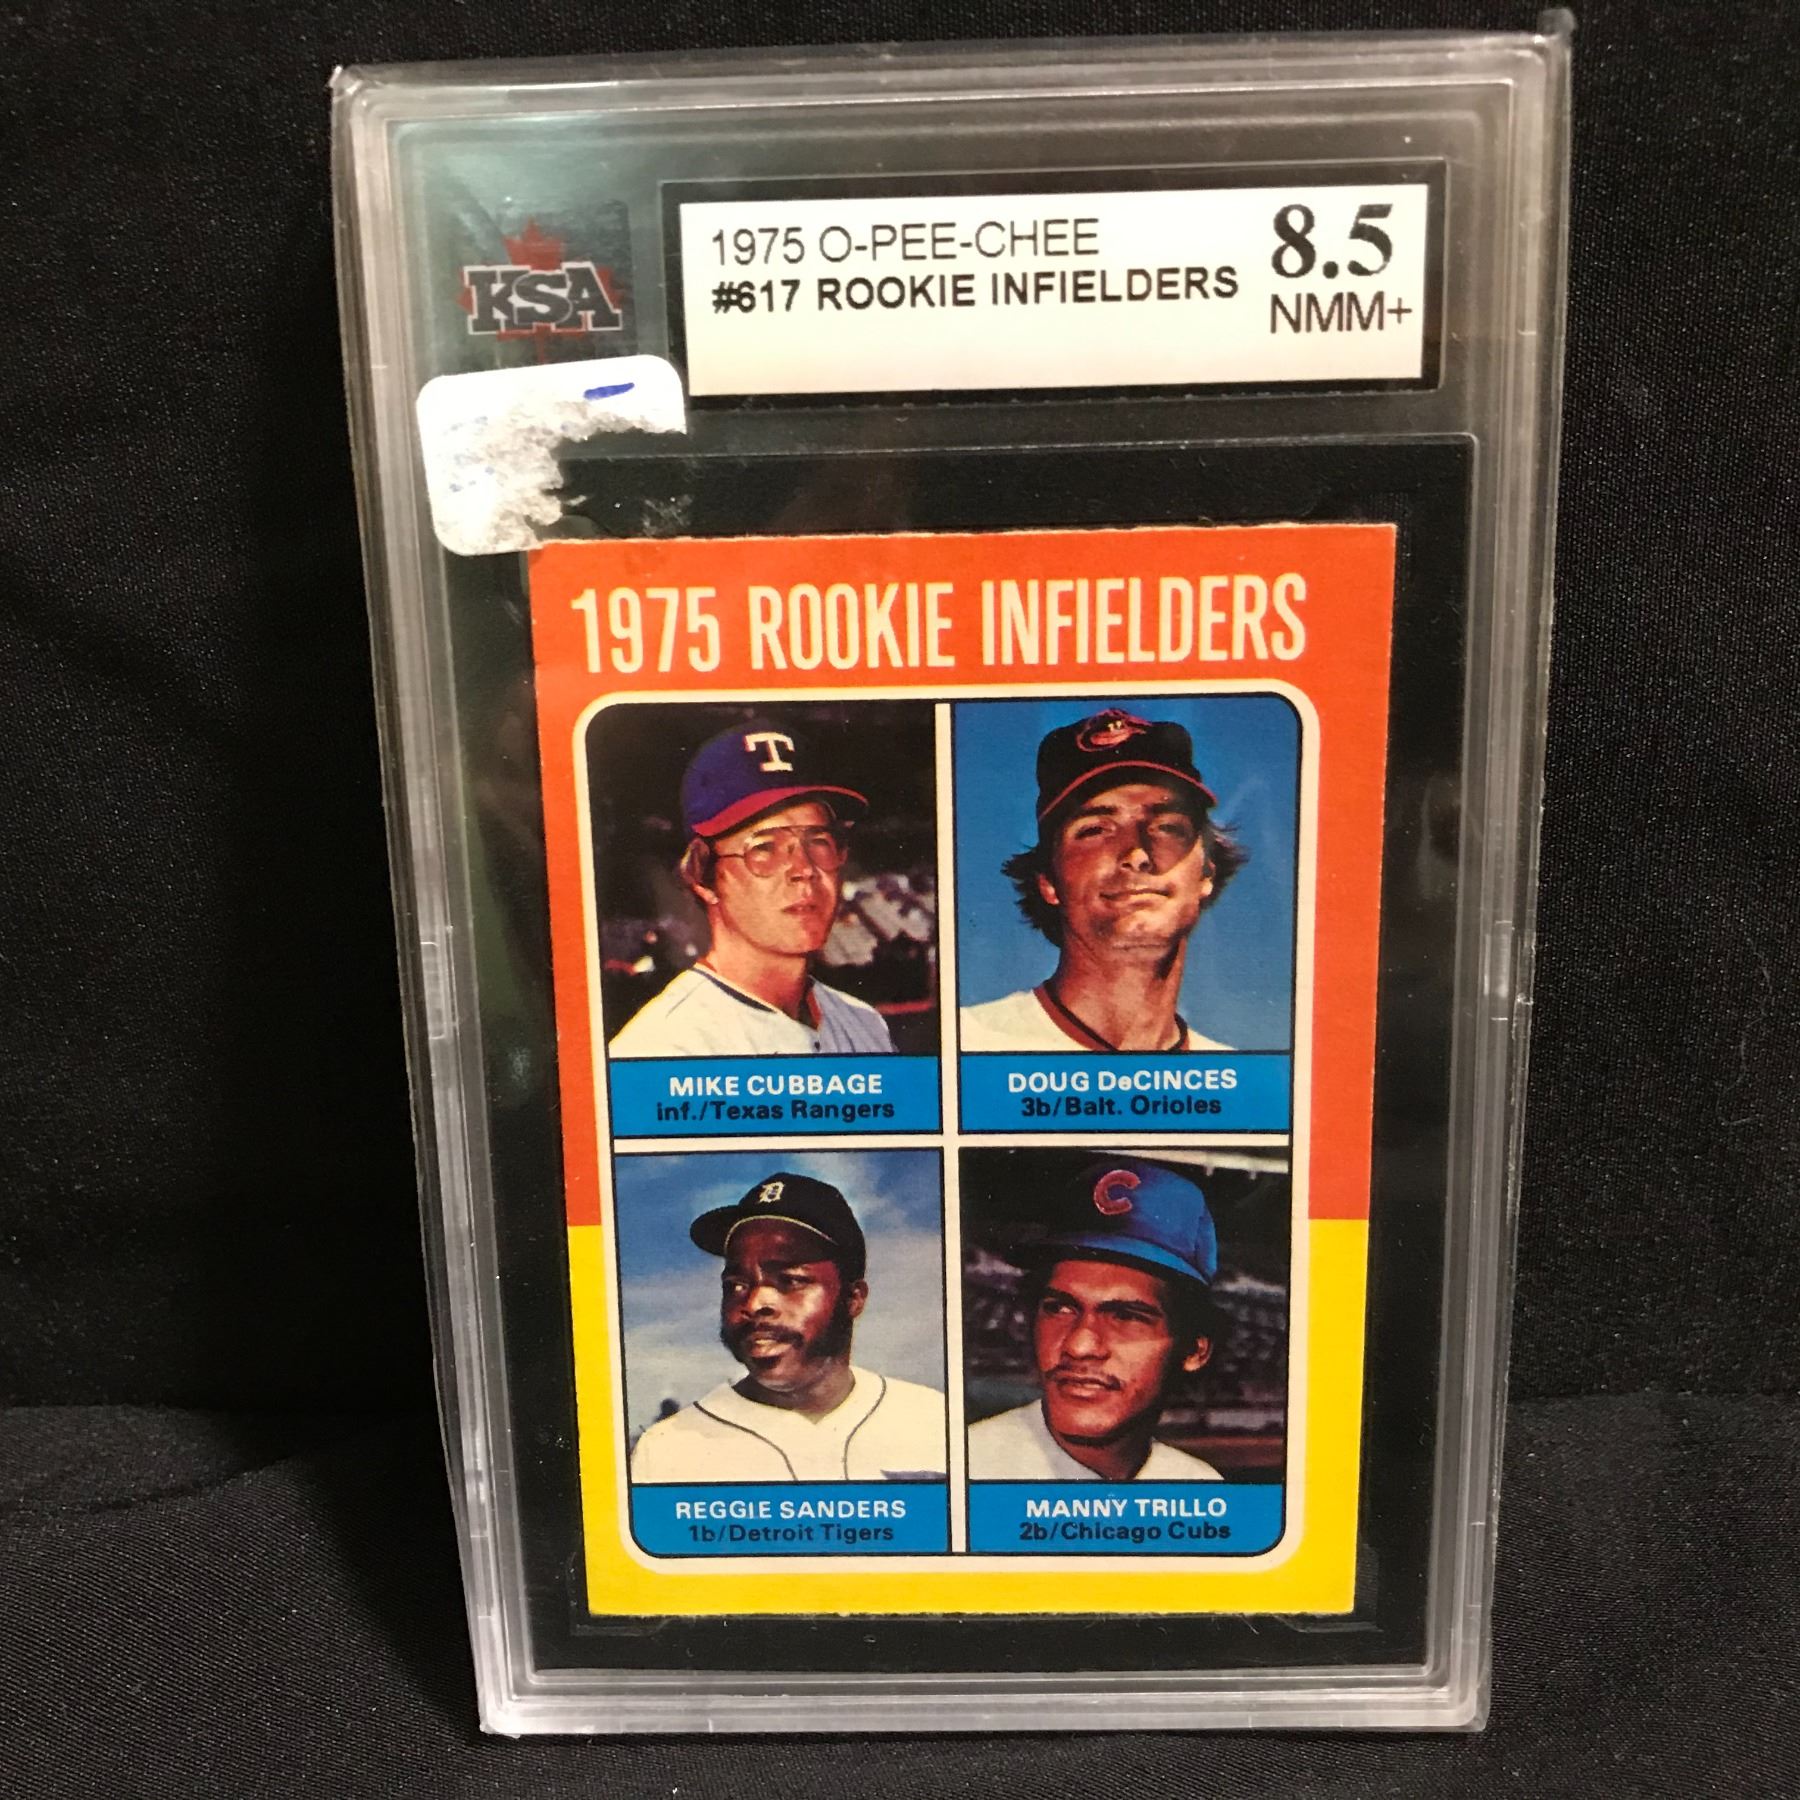 KSA
1975 O-PEE-CHEE
#617 ROOKIE INFIELDERS
8.5
NMM+
1975 ROOKIE INFIELDERS
T
MIKE CUBBAGE
inf./Texas Rangers
DOUG DeCINCES
3b/Balt. Orioles
D
C
REGGIE SANDERS
1b/Detroit Tigers
MANNY TRILLO
2b/Chicago Cubs